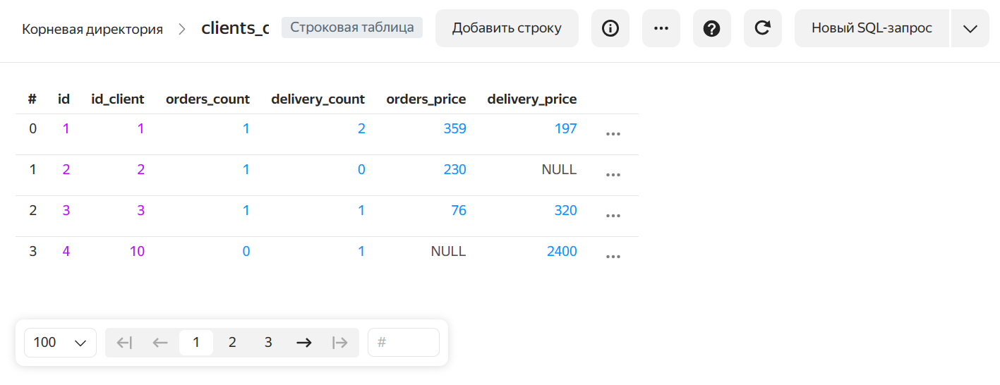 Корневая директория clients_c Строковая таблица Добавить строку Новый SQL-запрос
# id id_client orders_count delivery_count orders_price delivery_price
0 1 1 1 2 359 197 ...
1 2 2 1 0 230 NULL ...
2 3 3 1 1 76 320 ...
3 4 10 0 1 NULL 2400 ...
100 1 2 3 #